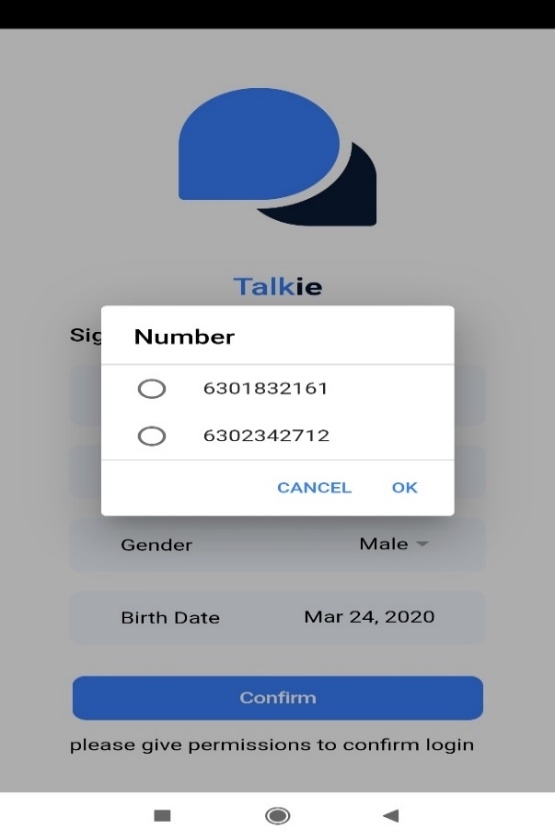 Talkie
Sig
Number
6301832161
6302342712
CANCEL OK
Gender Male
Birth Date Mar 24, 2020
Confirm
please give permissions to confirm login